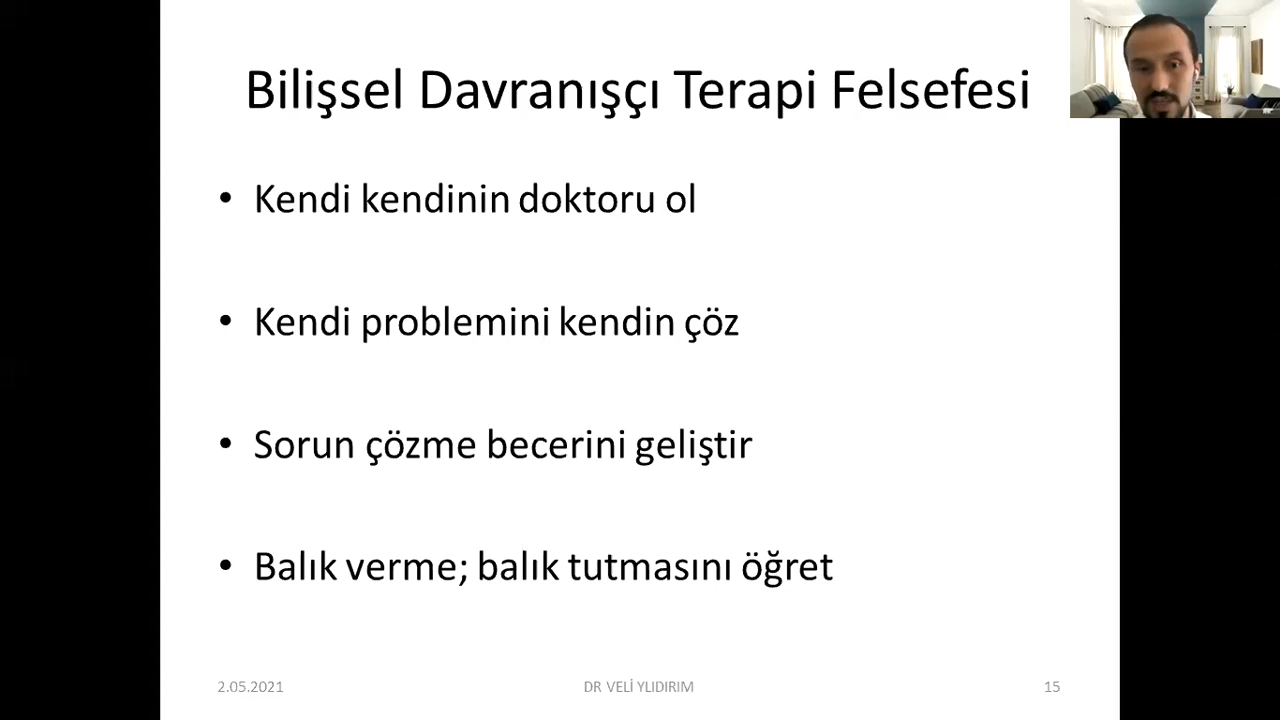 Bilişsel Davranışçı Terapi Felsefesi
• Kendi kendinin doktoru ol
• Kendi problemini kendin çöz
• Sorun çözme becerini geliştir
• Balık verme; balık tutmasını öğret
2.05.2021
DR VELİ YLIDIRIM
15